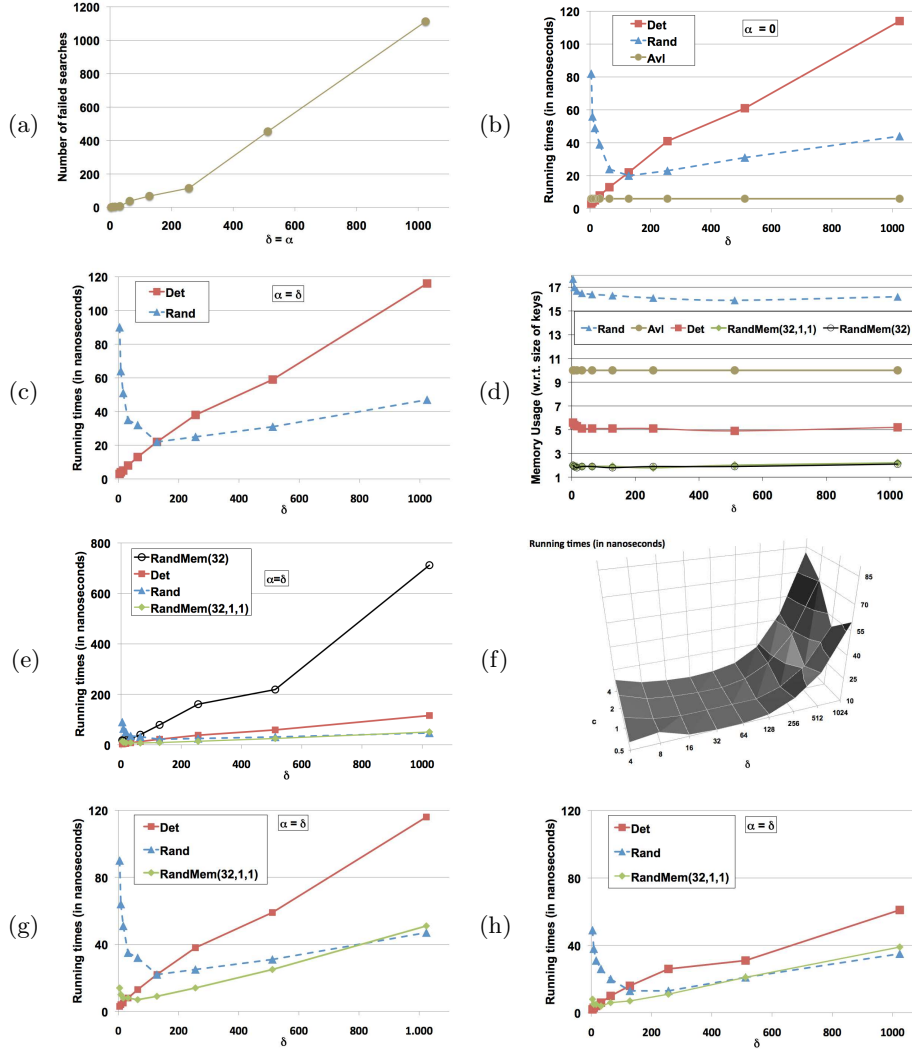 (a)
Number of failed searches
1200
1000
800
600
400
200
0
0 200 400 600 800 1000
δ = α
(b)
Running times (in nanoseconds)
120
100
80
60
40
20
0
Det
Rand
Avl
α = 0
0 200 400 600 800 1000
δ
(c)
Running times (in nanoseconds)
120
100
80
60
40
20
0
Det
Rand
α = δ
0 200 400 600 800 1000
δ
(d)
Memory Usage (w.r.t. size of keys)
17
15
13
11
9
7
5
3
1
Rand Avl Det RandMem(32,1,1) RandMem(32)
0 200 400 600 800 1000
δ
(e)
Running times (in nanoseconds)
800
600
400
200
0
RandMem(32)
Det
Rand
RandMem(32,1,1)
α=δ
0 200 400 600 800 1000
δ
(f)
Running times (in nanoseconds)
85
70
55
40
25
10
4
2
1
0.5
c
4 8 16 32 64 128 256 512 1024
δ
(g)
Running times (in nanoseconds)
120
80
40
0
Det
Rand
RandMem(32,1,1)
α = δ
0 200 400 600 800 1.000
δ
(h)
Running times (in nanoseconds)
120
80
40
0
Det
Rand
RandMem(32,1,1)
α = δ
0 200 400 600 800 1000
δ